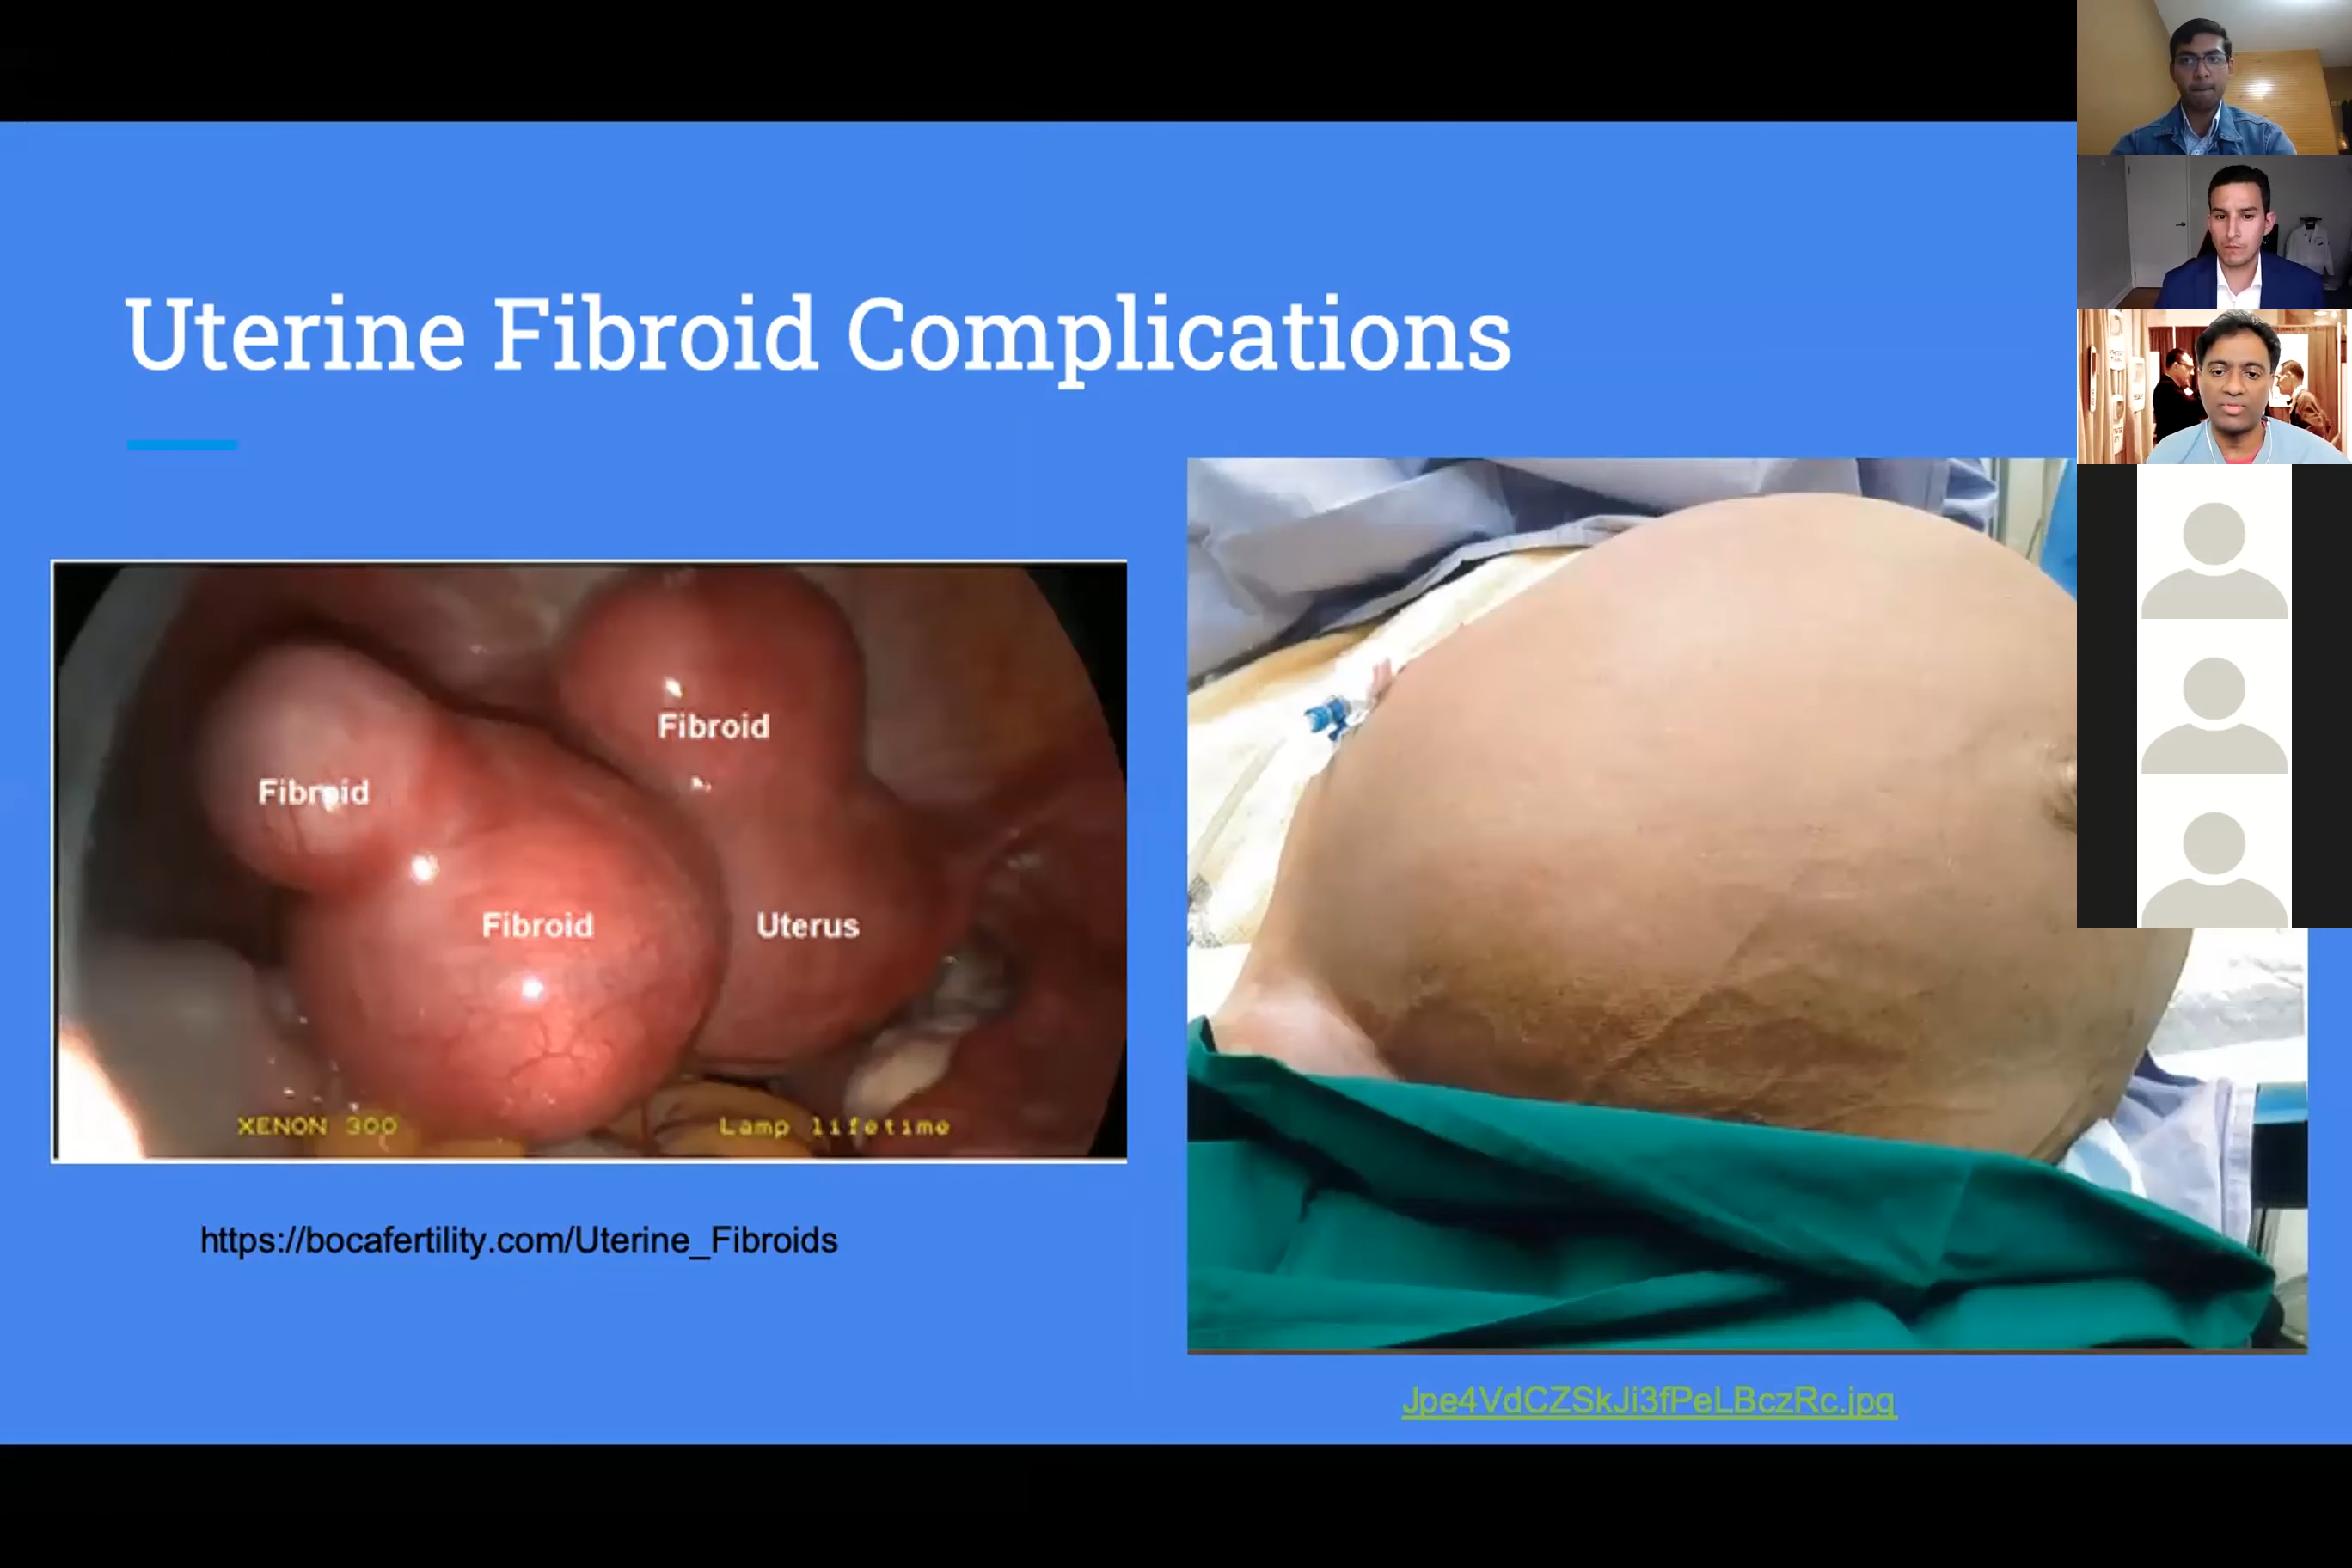 Uterine Fibroid Complications
Fibroid
Fibroid
Fibroid
Uterus
XENON 300
Lamp lifetime
https://bocafertility.com/Uterine_Fibroids
Jpe4VdCZSkJi3fPeLBczRc.jpg